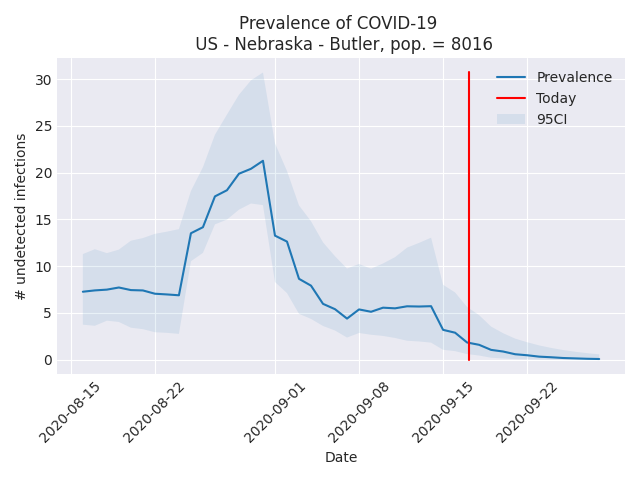 Prevalence of COVID-19
US - Nebraska - Butler, pop. = 8016
Prevalence
Today
95CI
# undetected infections
30
25
20
15
10
5
0
2020-08-15
2020-08-22
2020-09-01
2020-09-08
2020-09-15
2020-09-22
Date